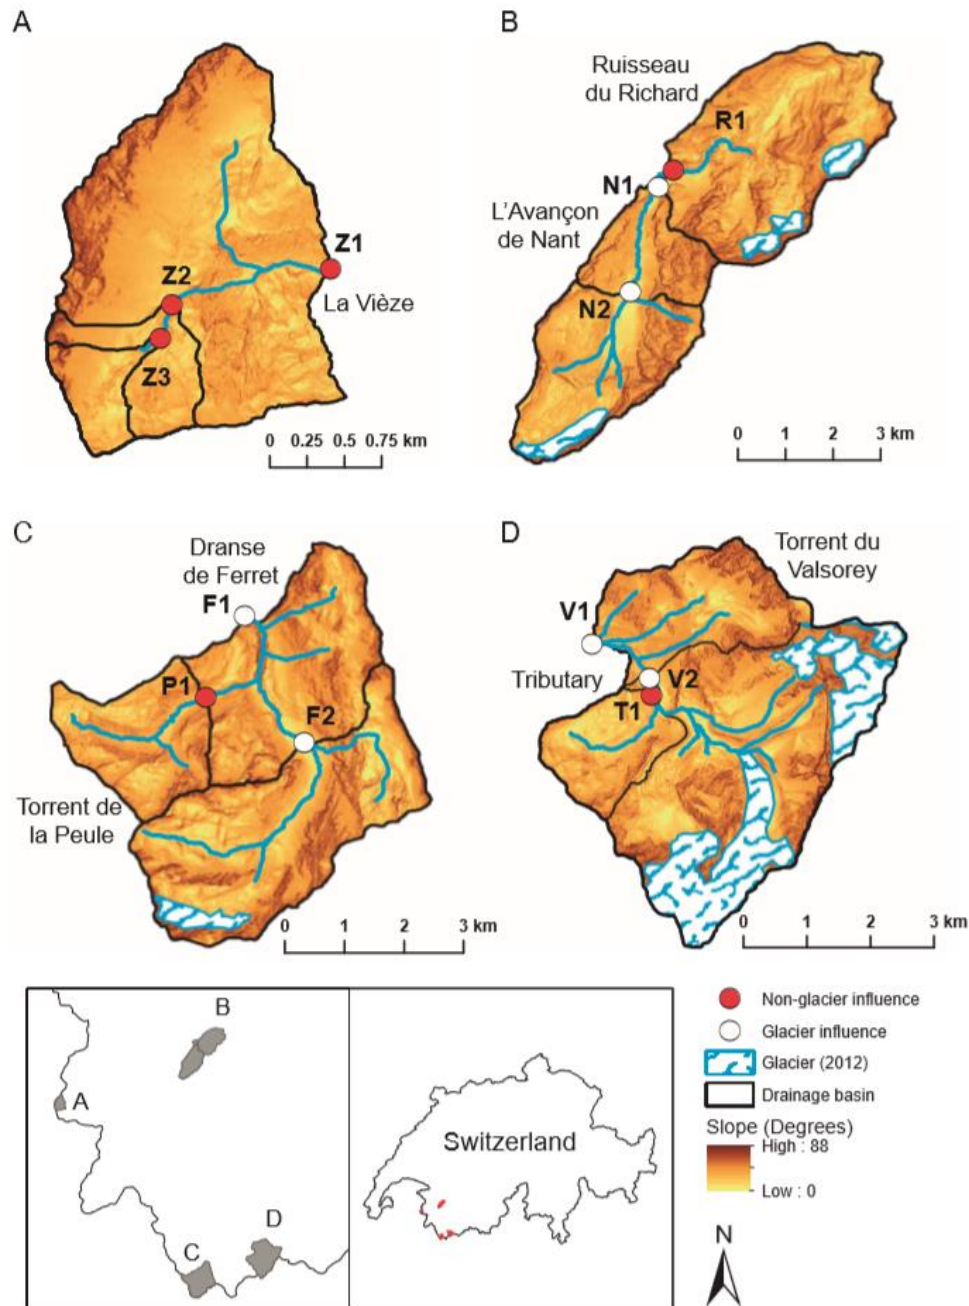 A
Z1
Z2
La Vièze
Z3
0 0.25 0.5 0.75 km
B
Ruisseau
du Richard
R1
N1
L'Avançon
de Nant
N2
0 1 2 3 km
C
Dranse
de Ferret
F1
P1
F2
Torrent de
la Peule
0 1 2 3 km
D
Torrent du
Valsorey
V1
Tributary
V2
T1
0 1 2 3 km
B
A
D
C
Switzerland
Non-glacier influence
Glacier influence
Glacier (2012)
Drainage basin
Slope (Degrees)
High : 88
Low : 0
N